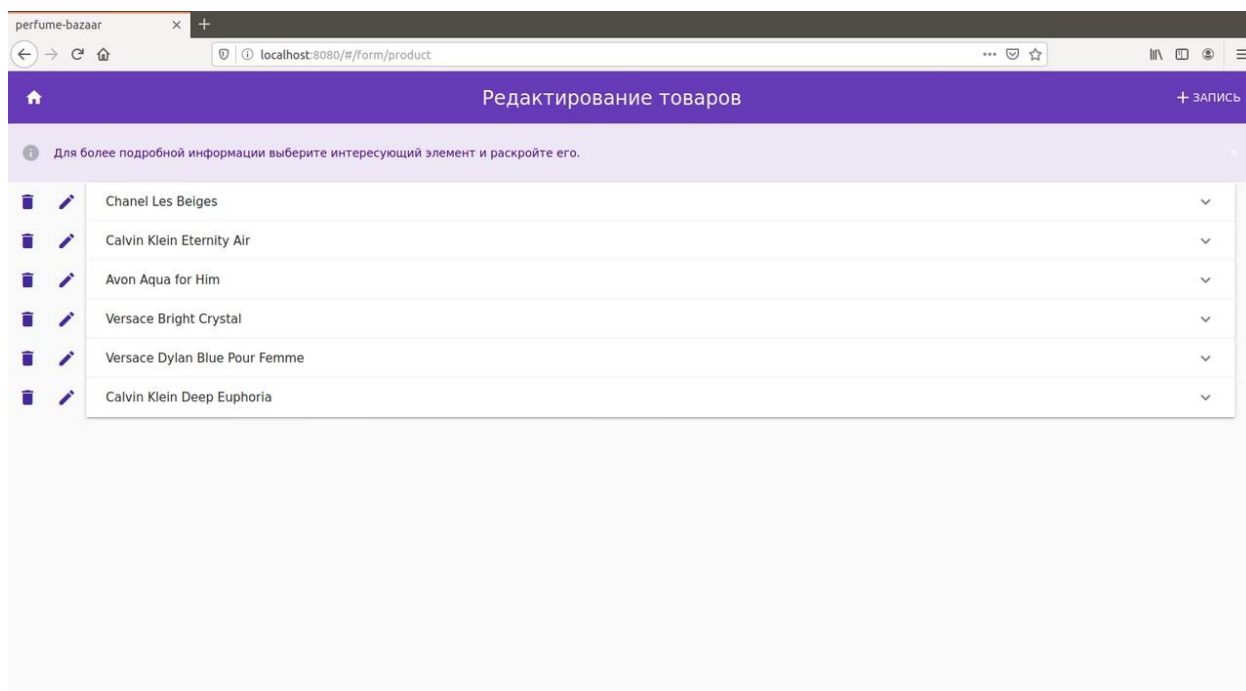 perfume-bazaar
localhost:8080/#/form/product
Редактирование товаров
ЗАПИСЬ
Для более подробной информации выберите интересующий элемент и раскройте его.
Chanel Les Beiges
Calvin Klein Eternity Air
Avon Aqua for Him
Versace Bright Crystal
Versace Dylan Blue Pour Femme
Calvin Klein Deep Euphoria